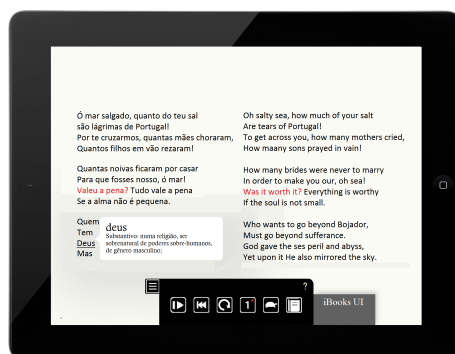 Ó mar salgado, quanto do teu sal
são lágrimas de Portugal!
Por te cruzarmos, quantas mães choraram,
Quantos filhos em vão rezaram!
Quantas noivas ficaram por casar
Para que fosses nosso, ó mar!
Valeu a pena? Tudo vale a pena
Se a alma não é pequena.
Quem
Tem
Deus
Mas
deus
Substantivo: noma religião, ser
sobrenatural de poderes sobre-humanos,
de gênero masculino;
Oh salty sea, how much of your salt
Are tears of Portugal!
To get across you, how many mothers cried,
How maany sons prayed in vain!
How many brides were never to marry
In order to make you our, oh sea!
Was it worth it? Everything is worthy
If the soul is not small.
Who wants to go beyond Bojador,
Must go beyond sufferance.
God gave the ses peril and abyss,
Yet upon it He also mirrored the sky.
?
1
iBooks UI